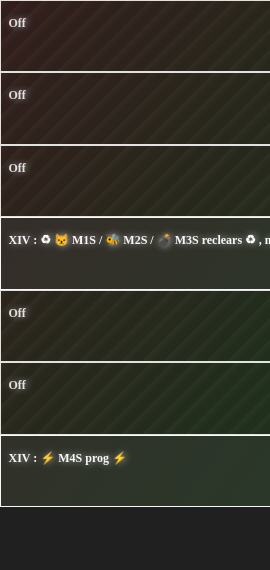 Off
Off
Off
XIV : ♻ 🐱 M1S / 🐝 M2S / 💣 M3S reclears ♻ ,
Off
Off
XIV : ⚡ M4S prog ⚡